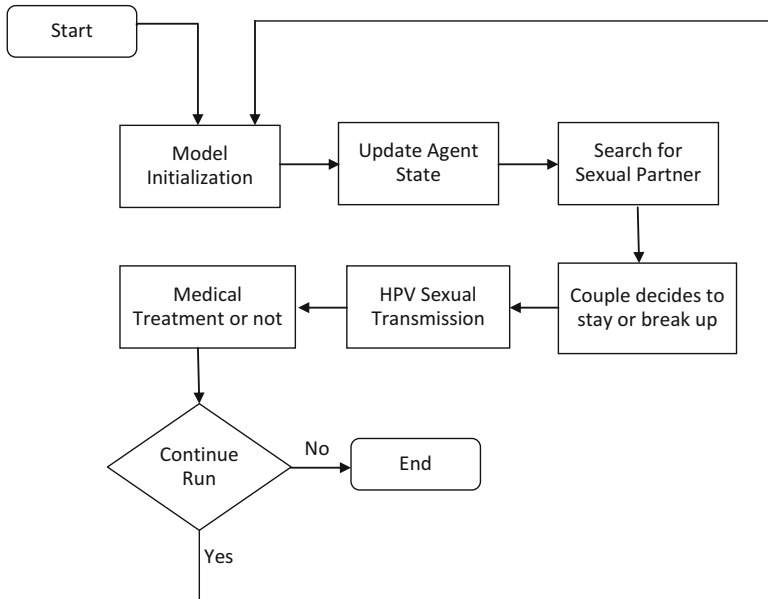 Start
Model
Initialization
Update Agent
State
Search for
Sexual Partner
Couple decides to
stay or break up
HPV Sexual
Transmission
Medical
Treatment or not
Continue
Run
No
End
Yes